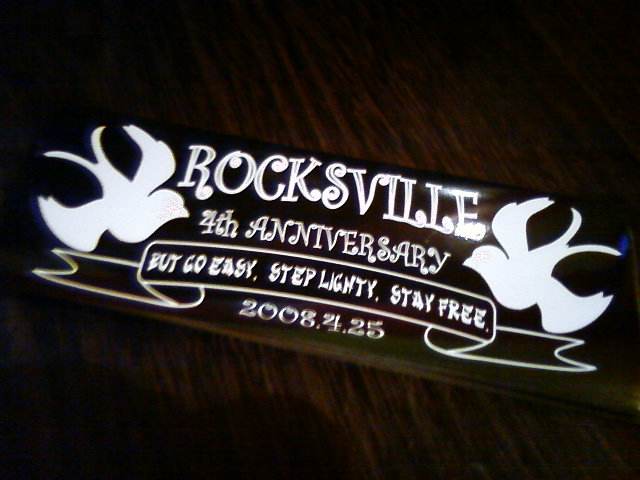 ROCKSVILLE
4th ANNIVERSARY
BUT GO EASY. STEP LIGHTY. STAY FREE.
2008.4.25